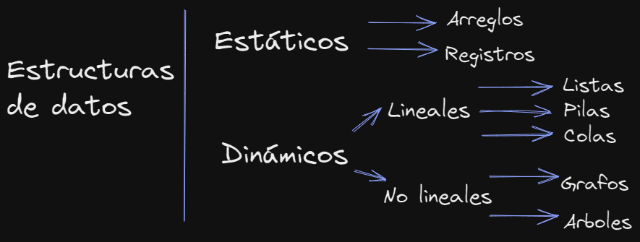 Estructuras
de datos
Estáticos
Arreglos
Registros
Dinámicos
Lineales
Listas
Pilas
Colas
No lineales
Grafos
Arboles